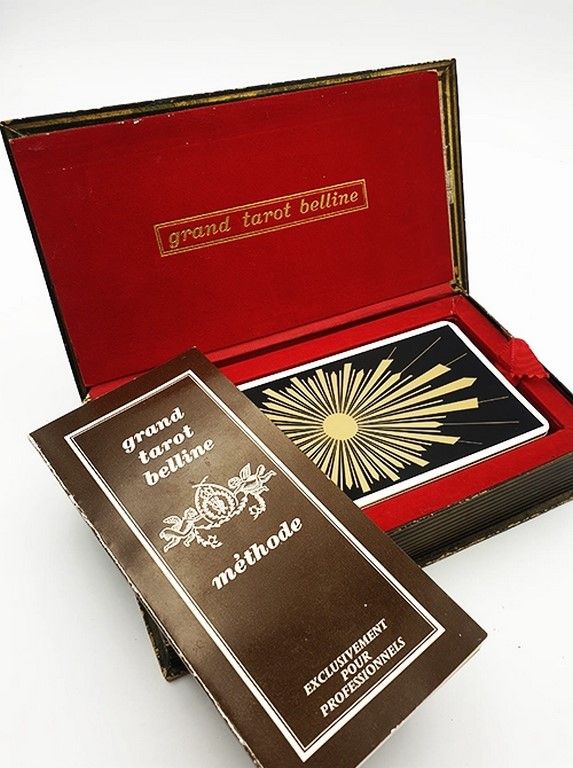 grand tarot belline
grand
tarot
belline
méthode
EXCLUSIVEMENT
POUR
PROFESSIONNELS